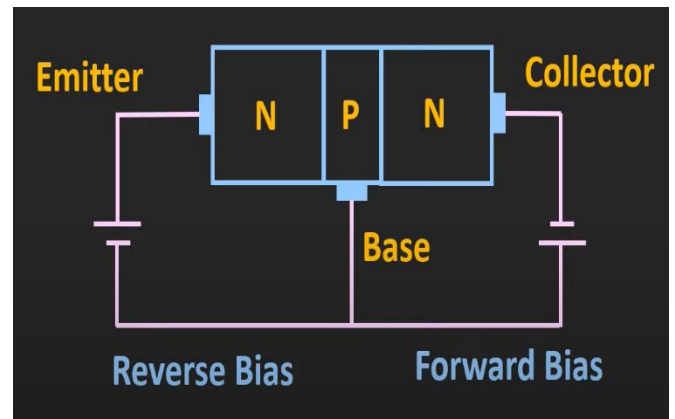 Emitter
Collector
N P N
Base
Reverse Bias
Forward Bias